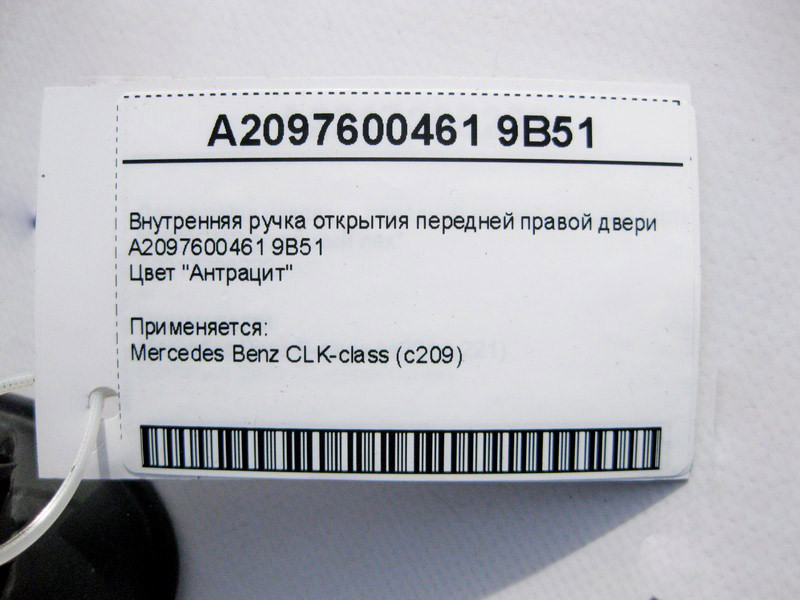 A2097600461 9B51
Внутренняя ручка открытия передней правой двери
A2097600461 9B51
Цвет "Антрацит"
Применяется:
Mercedes Benz CLK-class (c209)